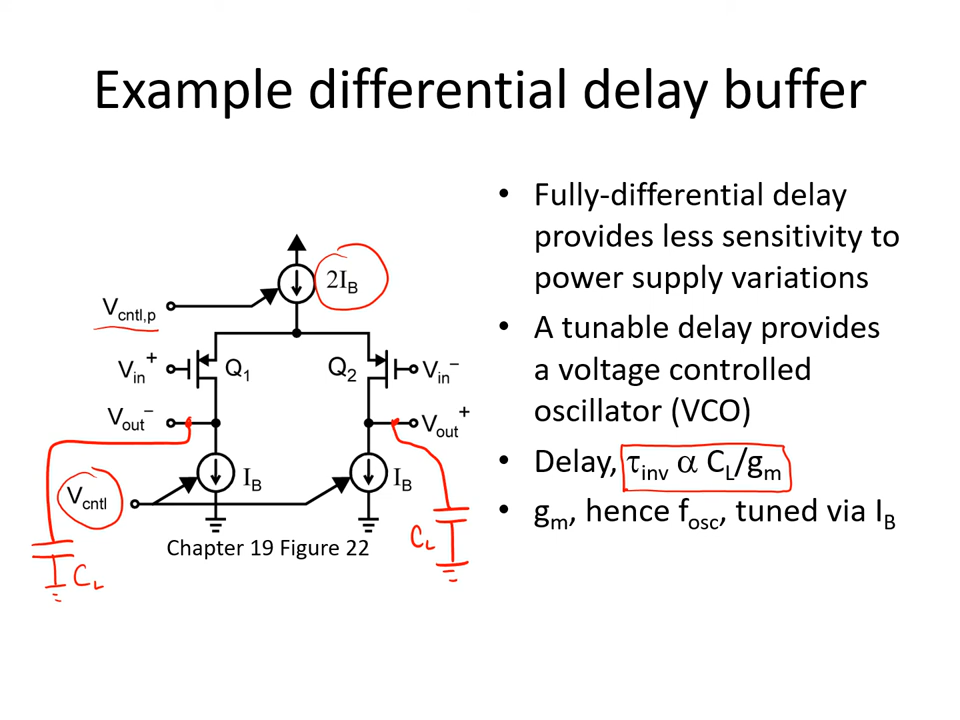 Example differential delay buffer
2I_B
V_cntl,p
V_in^+
Q_1
Q_2
V_in^–
V_out^–
V_out^+
I_B
I_B
V_cntl
Chapter 19 Figure 22
C_L
C_L
• Fully-differential delay
provides less sensitivity to
power supply variations
• A tunable delay provides
a voltage controlled
oscillator (VCO)
• Delay, τ_inv α C_L/g_m
• g_m, hence f_osc, tuned via I_B